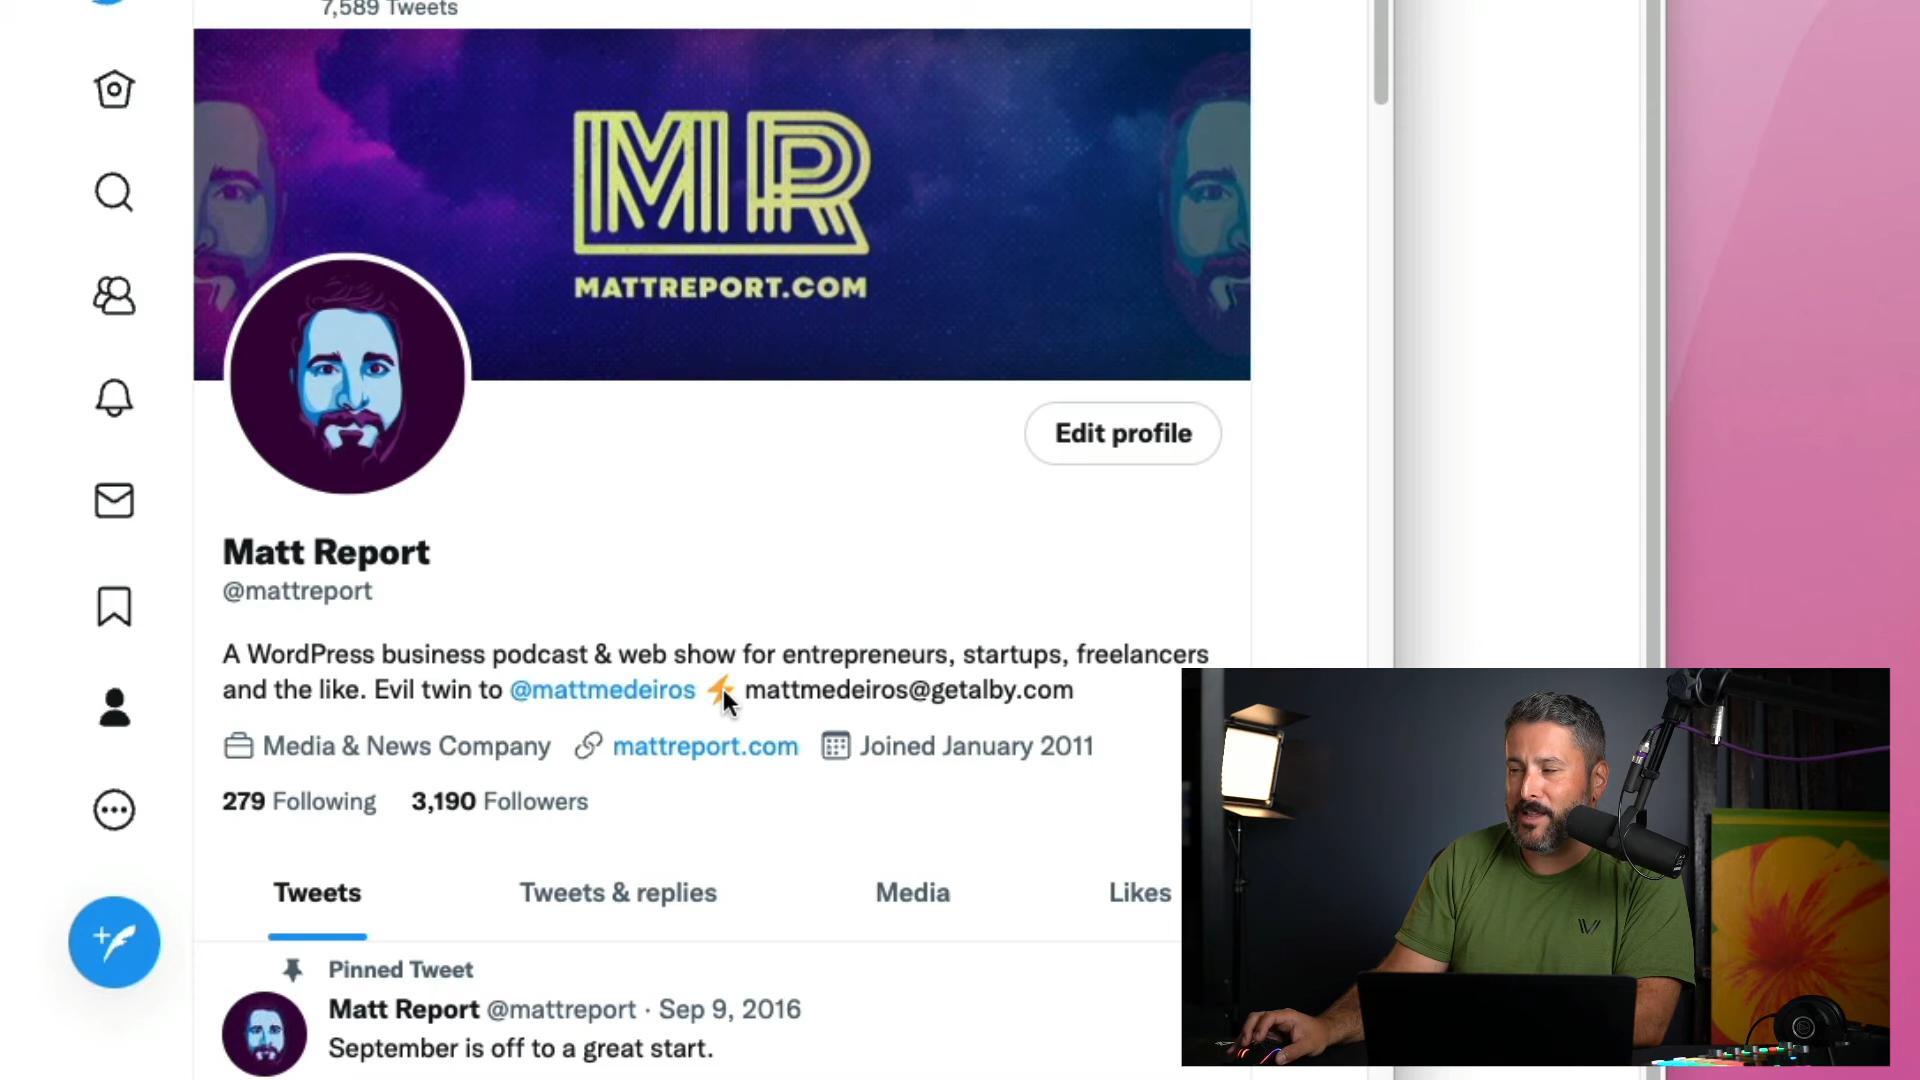 7,589 Tweets
MR
MATTREPORT.COM
Edit profile
Matt Report
@mattreport
A WordPress business podcast & web show for entrepreneurs, startups, freelancers
and the like. Evil twin to @mattmedeiros ⚡ mattmedeiros@getalby.com
Media & News Company mattreport.com Joined January 2011
279 Following 3,190 Followers
Tweets Tweets & replies Media Likes
Pinned Tweet
Matt Report @mattreport · Sep 9, 2016
September is off to a great start.